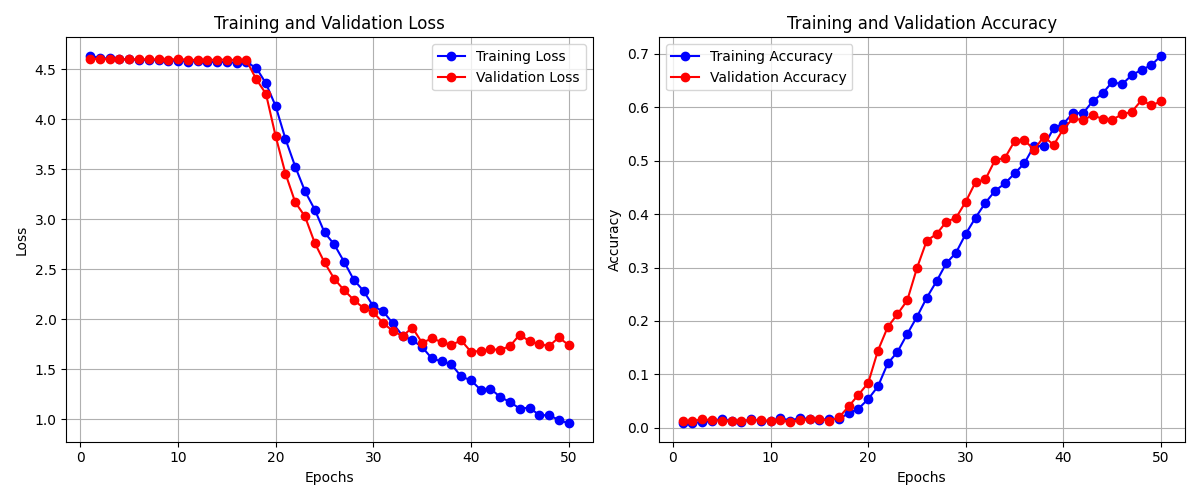 Training and Validation Loss
Training Loss
Validation Loss
4.5
4.0
3.5
3.0
2.5
2.0
1.5
1.0
Loss
0 10 20 30 40 50
Epochs
Training and Validation Accuracy
Training Accuracy
Validation Accuracy
0.7
0.6
0.5
0.4
0.3
0.2
0.1
0.0
Accuracy
0 10 20 30 40 50
Epochs